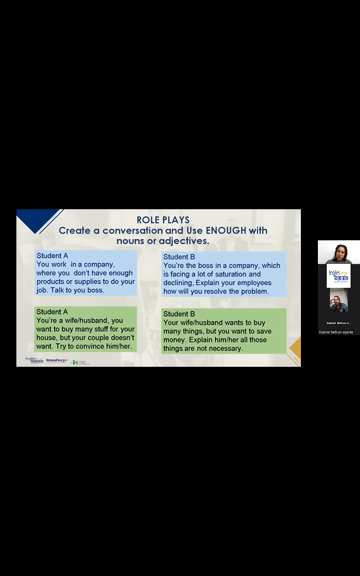 ROLE PLAYS
Create a conversation and Use ENOUGH with
nouns or adjectives.
Student A
You work in a company,
where you don't have enough
products or supplies to do your
job. Talk to you boss.
Student B
You're the boss in a company, which
is facing a lot of saturation and
declining, Explain your employees
how will you resolve the problem.
Student A
You're a wife/husband, you
want to buy many stuff for your
house, but your couple doesn't
want. Try to convince him/her.
Student B
Your wife/husband wants to buy
many things, but you want to save
money. Explain him/her all those
things are not necessary.